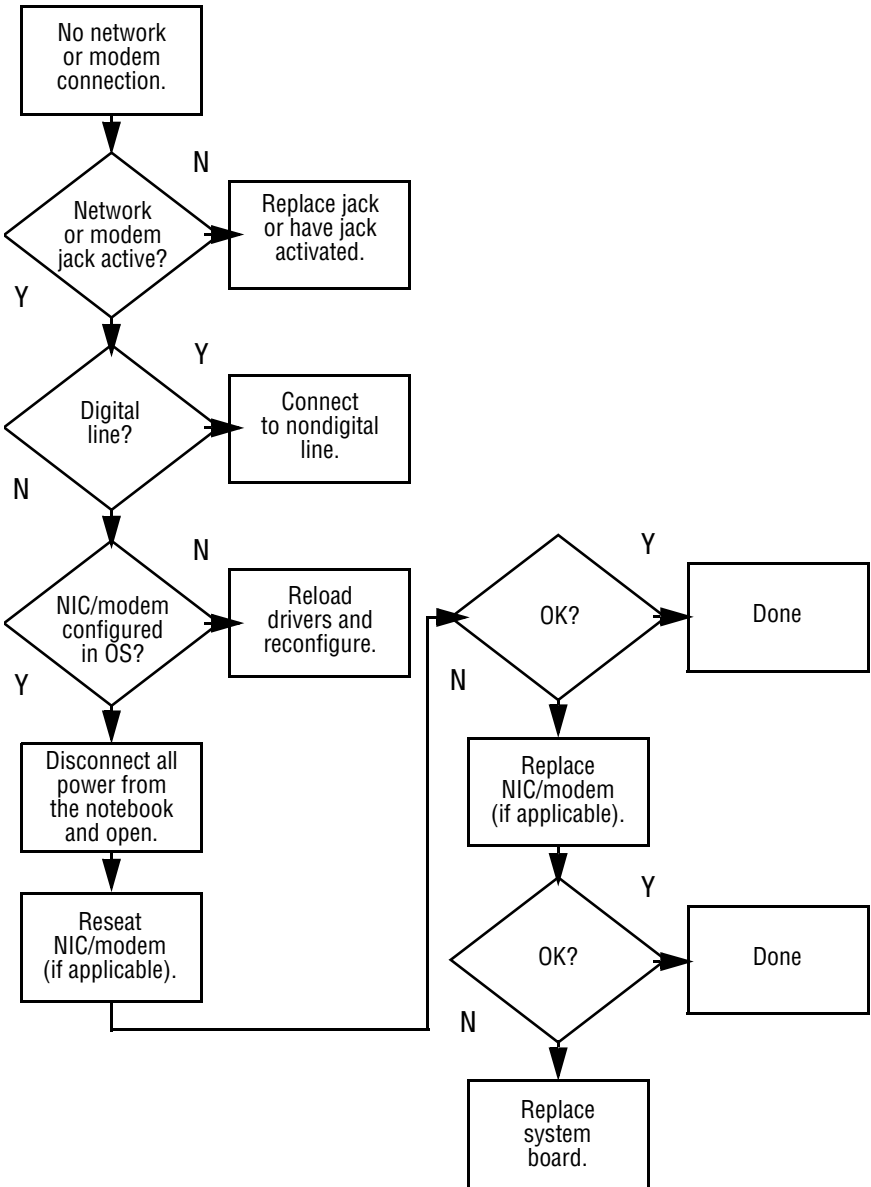 No network
or modem
connection.
N
Network
or modem
jack active?
Replace jack
or have jack
activated.
Y
Y
Digital
line?
Connect
to nondigital
line.
N
N
NIC/modem
configured
in OS?
Reload
drivers and
reconfigure.
Y
Disconnect all
power from
the notebook
and open.
Reseat
NIC/modem
(if applicable).
Y
OK?
Done
N
Replace
NIC/modem
(if applicable).
Y
OK?
Done
N
Replace
system
board.